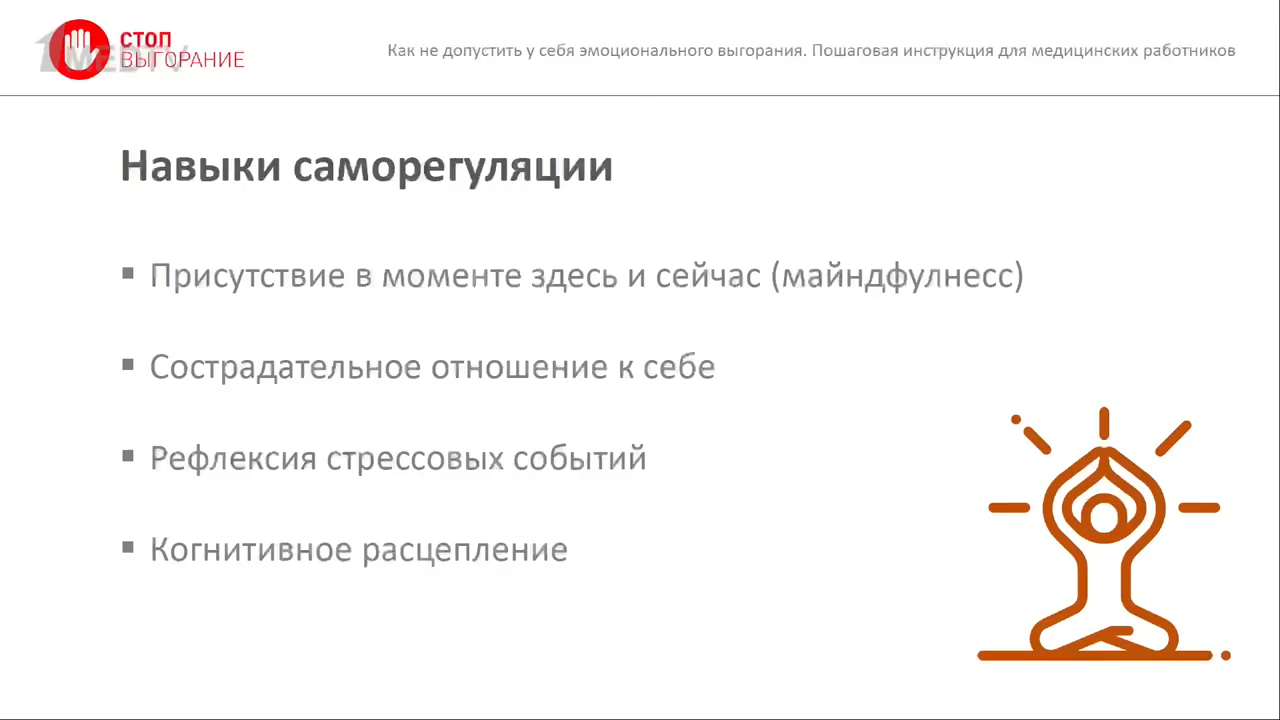 СТОП
ВЫГОРАНИЕ
1MEDTV
Как не допустить у себя эмоционального выгорания. Пошаговая инструкция для медицинских работников
Навыки саморегуляции
▪ Присутствие в моменте здесь и сейчас (майндфулнесс)
▪ Сострадательное отношение к себе
▪ Рефлексия стрессовых событий
▪ Когнитивное расцепление